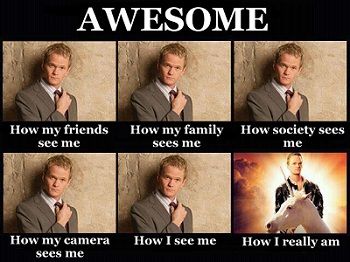 AWESOME
How my friends
see me
How my family
sees me
How society sees
me
How my camera
sees me
How I see me
How I really am